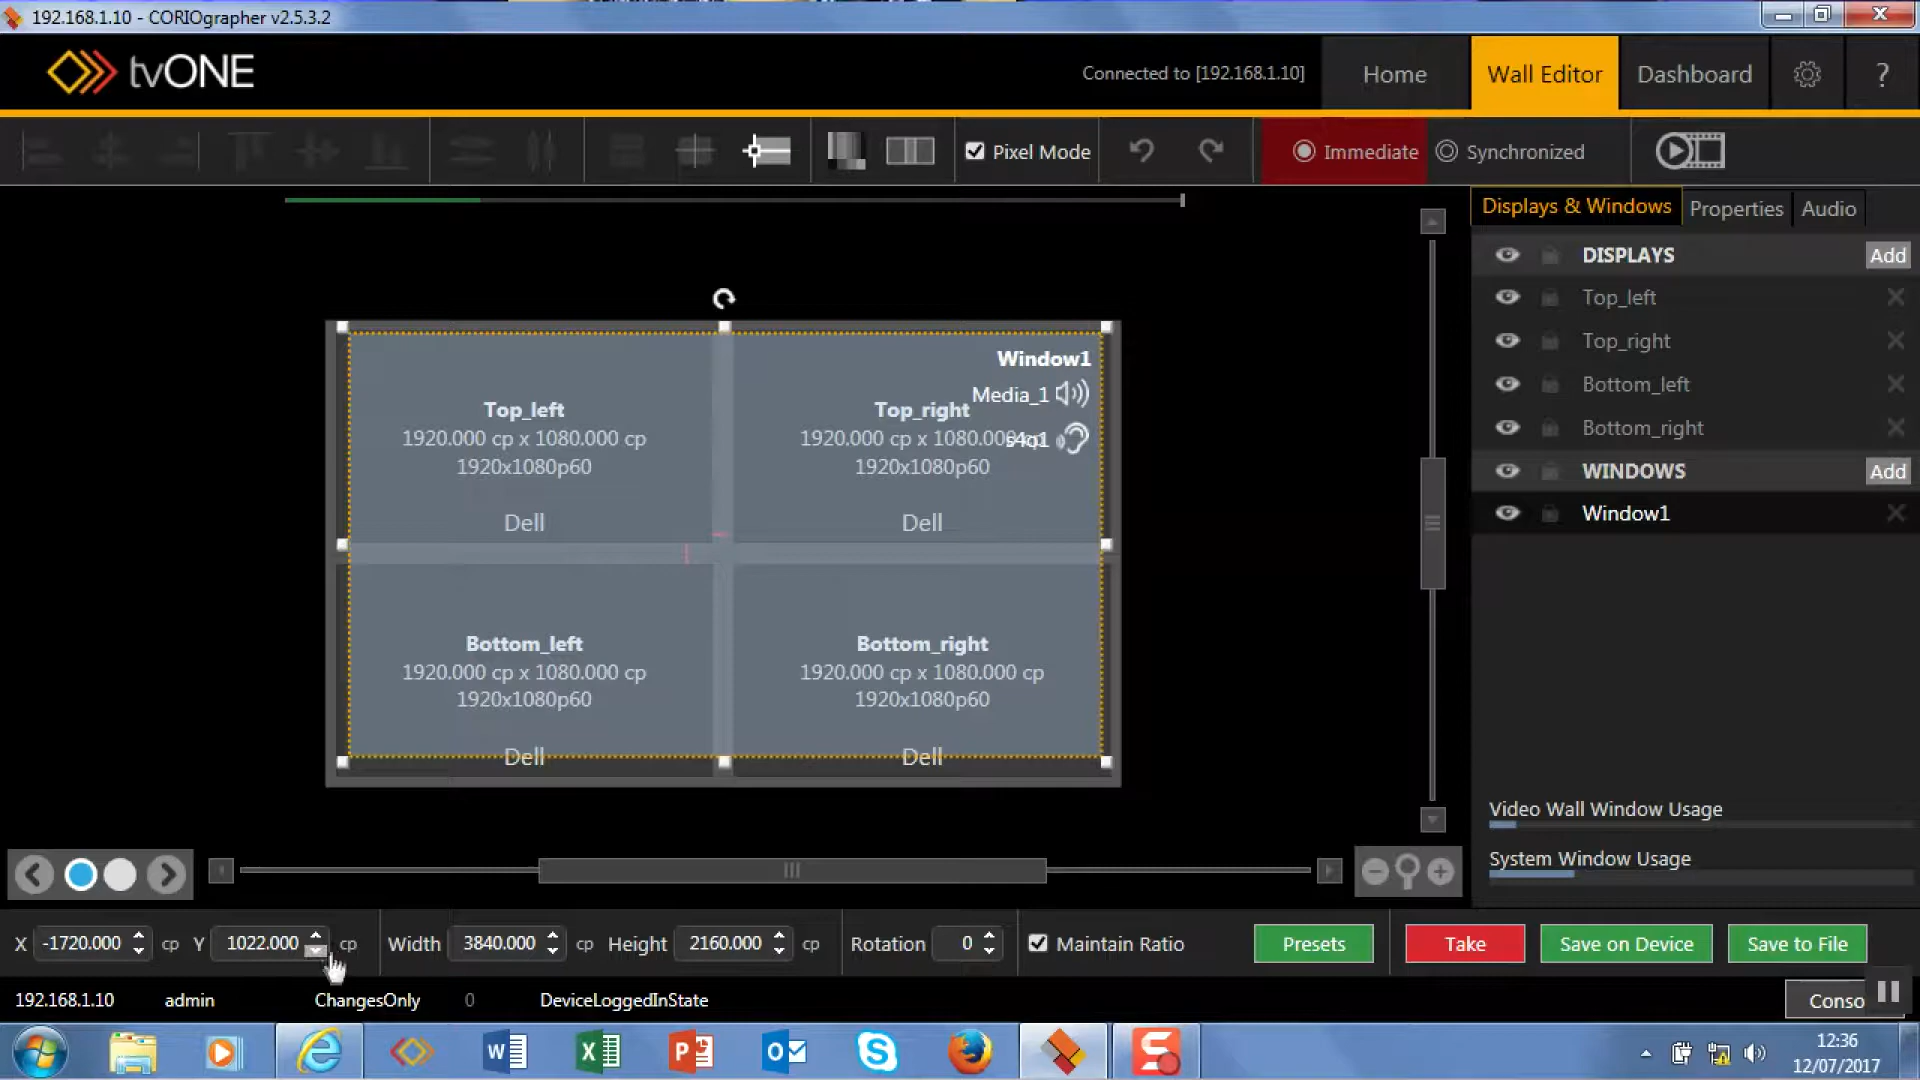 192.168.1.10 - CORIOgrapher v2.5.3.2
tvONE
Connected to [192.168.1.10]
Home
Wall Editor
Dashboard
?
Pixel Mode
Immediate
Synchronized
Displays & Windows
Properties
Audio
DISPLAYS
Add
Top_left
Top_right
Bottom_left
Bottom_right
WINDOWS
Add
Window1
Window1
Media_1
s4o1
Top_left
1920.000 cp x 1080.000 cp
1920x1080p60
Dell
Top_right
1920.000 cp x 1080.000 cp
1920x1080p60
Dell
Bottom_left
1920.000 cp x 1080.000 cp
1920x1080p60
Dell
Bottom_right
1920.000 cp x 1080.000 cp
1920x1080p60
Dell
Video Wall Window Usage
System Window Usage
X -1720.000 cp Y 1022.000 cp Width 3840.000 cp Height 2160.000 cp Rotation 0 Maintain Ratio
Presets
Take
Save on Device
Save to File
192.168.1.10 admin ChangesOnly 0 DeviceLoggedInState
Conso
12:36
12/07/2017